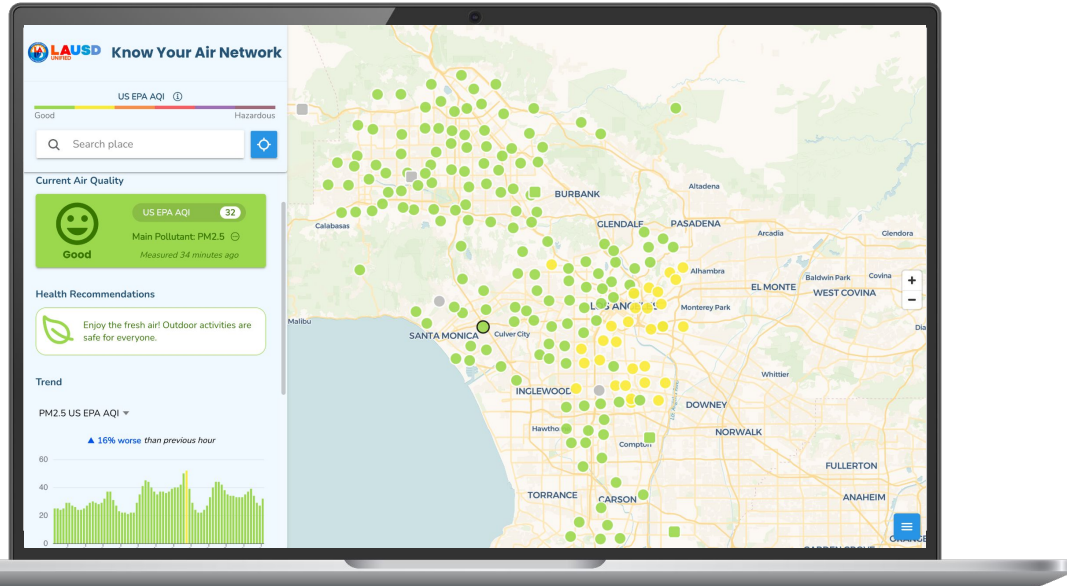 LAUSD
UNIFIED
Know Your Air Network
US EPA AQI
Good
Hazardous
Search place
Current Air Quality
US EPA AQI 32
Main Pollutant: PM2.5
Good
Measured 34 minutes ago
Health Recommendations
Enjoy the fresh air! Outdoor activities are
safe for everyone.
Trend
PM2.5 US EPA AQI
16% worse than previous hour
60
40
20
0
BURBANK
Altadena
Calabasas
GLENDALE
PASADENA
Arcadia
Glendora
Alhambra
Baldwin Park
Covina
EL MONTE
WEST COVINA
+
−
Malibu
Monterey Park
SANTA MONICA
Culver City
Dia
Whittier
INGLEWOOD
DOWNEY
Hawtho
NORWALK
Compton
FULLERTON
TORRANCE
CARSON
ANAHEIM